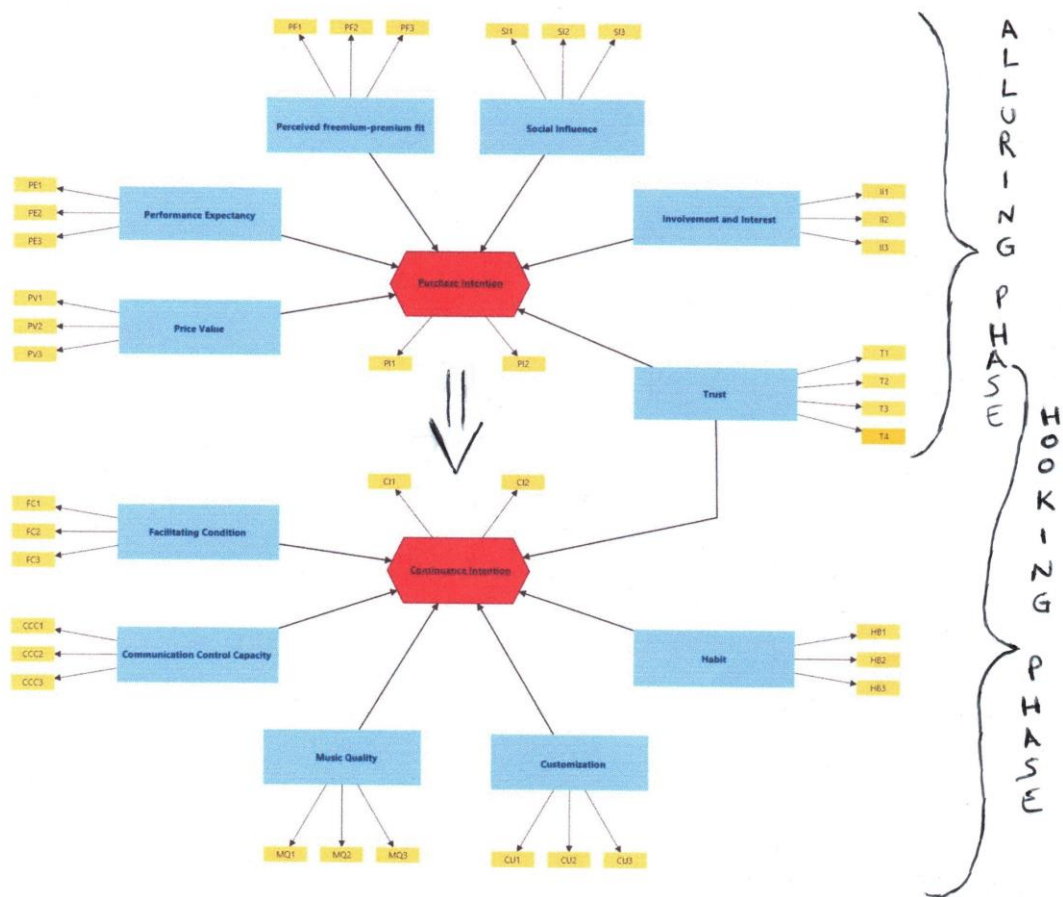 PF1 PF2 PF3
SI1 SI2 SI3
Perceived freemium-premium fit
Social Influence
PE1
PE2
PE3
Performance Expectancy
Involvement and Interest
II1
II2
II3
Purchase Intention
PV1
PV2
PV3
Price Value
PI1 PI2
Trust
T1
T2
T3
T4
CI1 CI2
FC1
FC2
FC3
Facilitating Condition
Continuance Intention
CCC1
CCC2
CCC3
Communication Control Capacity
Habit
HB1
HB2
HB3
Music Quality
Customization
MQ1 MQ2 MQ3
CU1 CU2 CU3
ALLURING PHASE
HOOKING PHASE